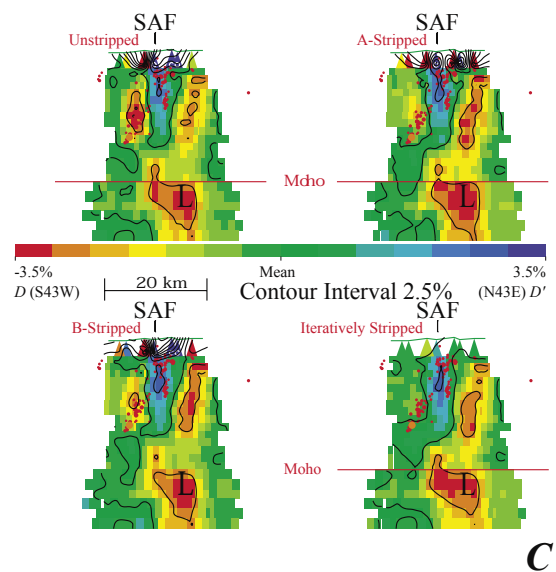 SAF
Unstripped
A-Stripped
SAF
L
Moho
L
-3.5%
Mean
3.5%
D (S43W)
20 km
Contour Interval 2.5%
(N43E) D'
SAF
B-Stripped
Iteratively Stripped
SAF
L
Moho
L
C